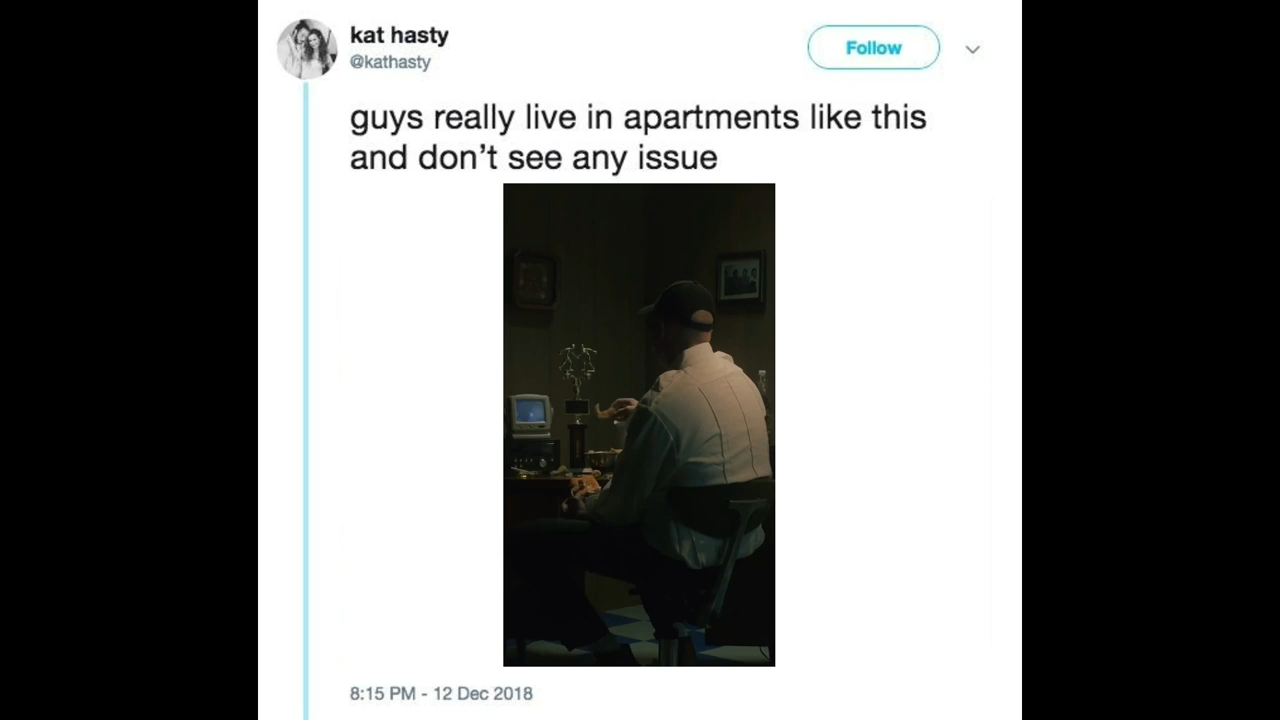 kat hasty
@kathasty
Follow
guys really live in apartments like this
and don’t see any issue
8:15 PM - 12 Dec 2018